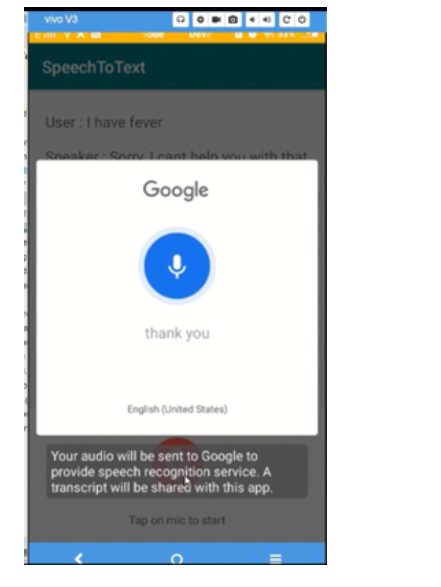 vivo V3
SpeechToText
User : I have fever
Speaker : Sorry, I cant help you with that
Google
thank you
English (United States)
Your audio will be sent to Google to
provide speech recognition service. A
transcript will be shared with this app.
Tap on mic to start